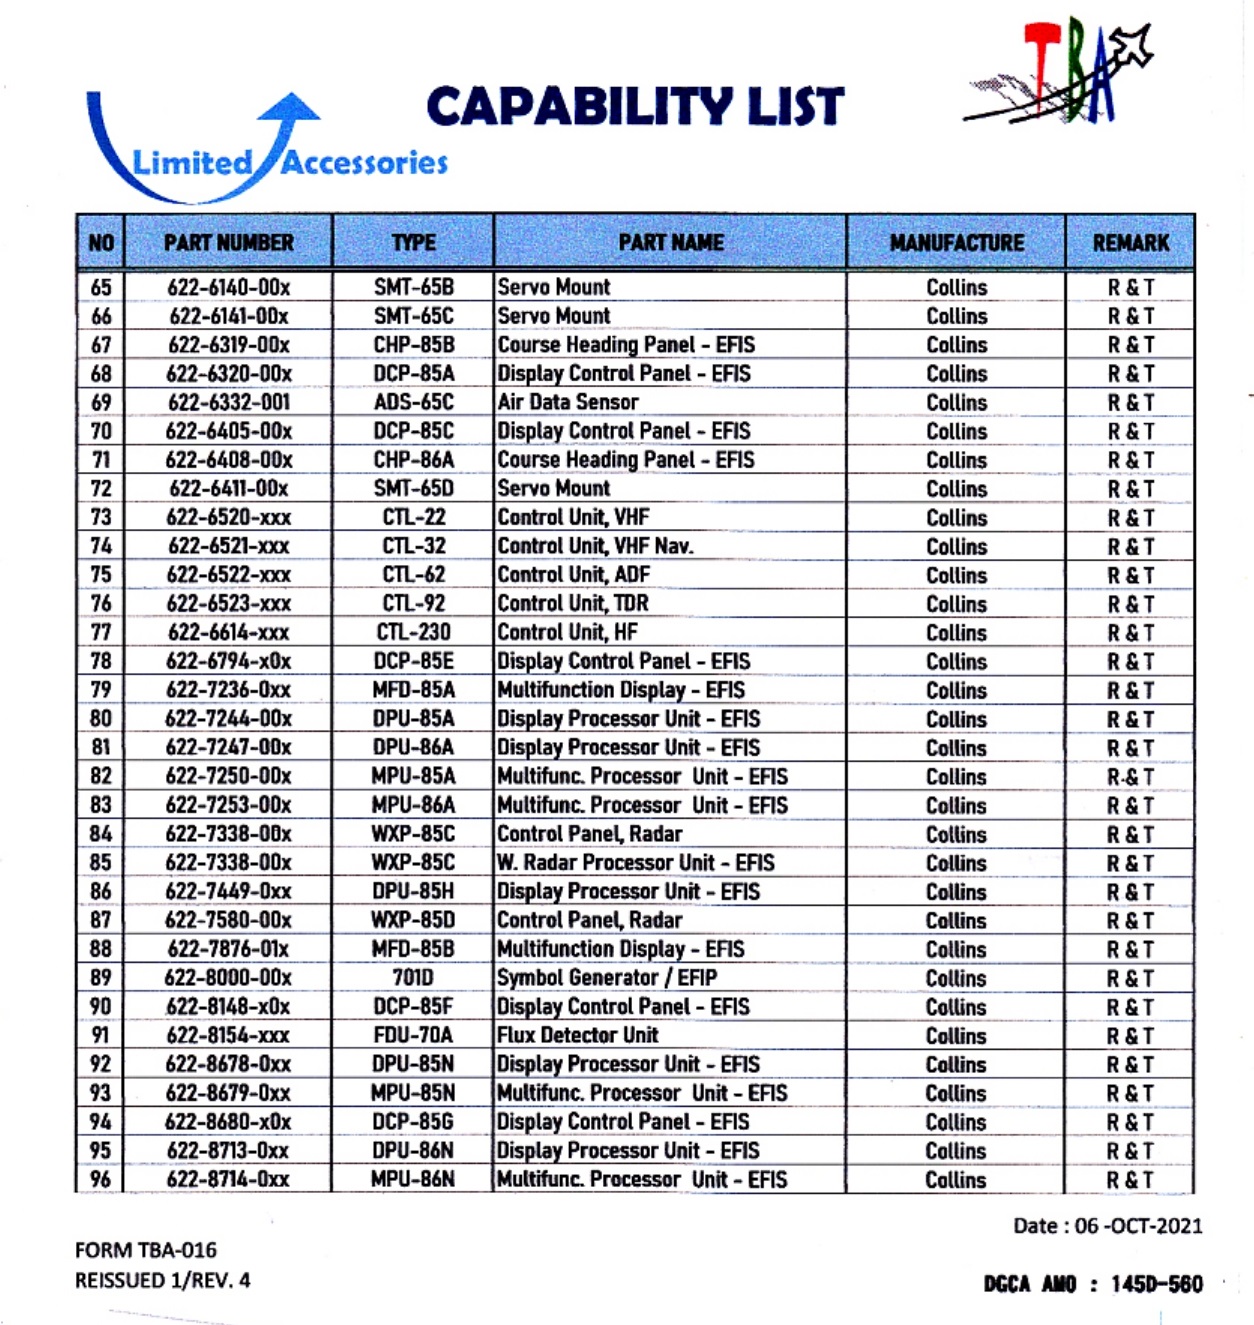 TBA
CAPABILITY LIST
Limited Accessories
NO PART NUMBER TYPE PART NAME MANUFACTURE REMARK
65 622-6140-00x SMT-65B Servo Mount Collins R & T
66 622-6141-00x SMT-65C Servo Mount Collins R & T
67 622-6319-00x CHP-85B Course Heading Panel - EFIS Collins R & T
68 622-6320-00x DCP-85A Display Control Panel - EFIS Collins R & T
69 622-6332-001 ADS-65C Air Data Sensor Collins R & T
70 622-6405-00x DCP-85C Display Control Panel - EFIS Collins R & T
71 622-6408-00x CHP-86A Course Heading Panel - EFIS Collins R & T
72 622-6411-00x SMT-65D Servo Mount Collins R & T
73 622-6520-xxx CTL-22 Control Unit, VHF Collins R & T
74 622-6521-xxx CTL-32 Control Unit, VHF Nav. Collins R & T
75 622-6522-xxx CTL-62 Control Unit, ADF Collins R & T
76 622-6523-xxx CTL-92 Control Unit, TDR Collins R & T
77 622-6614-xxx CTL-230 Control Unit, HF Collins R & T
78 622-6794-x0x DCP-85E Display Control Panel - EFIS Collins R & T
79 622-7236-0xx MFD-85A Multifunction Display - EFIS Collins R & T
80 622-7244-00x DPU-85A Display Processor Unit - EFIS Collins R & T
81 622-7247-00x DPU-86A Display Processor Unit - EFIS Collins R & T
82 622-7250-00x MPU-85A Multifunc. Processor Unit - EFIS Collins R & T
83 622-7253-00x MPU-86A Multifunc. Processor Unit - EFIS Collins R & T
84 622-7338-00x WXP-85C Control Panel, Radar Collins R & T
85 622-7338-00x WXP-85C W. Radar Processor Unit - EFIS Collins R & T
86 622-7449-0xx DPU-85H Display Processor Unit - EFIS Collins R & T
87 622-7580-00x WXP-85D Control Panel, Radar Collins R & T
88 622-7876-01x MFD-85B Multifunction Display - EFIS Collins R & T
89 622-8000-00x 701D Symbol Generator / EFIP Collins R & T
90 622-8148-x0x DCP-85F Display Control Panel - EFIS Collins R & T
91 622-8154-xxx FDU-70A Flux Detector Unit Collins R & T
92 622-8678-0xx DPU-85N Display Processor Unit - EFIS Collins R & T
93 622-8679-0xx MPU-85N Multifunc. Processor Unit - EFIS Collins R & T
94 622-8680-x0x DCP-85G Display Control Panel - EFIS Collins R & T
95 622-8713-0xx DPU-86N Display Processor Unit - EFIS Collins R & T
96 622-8714-0xx MPU-86N Multifunc. Processor Unit - EFIS Collins R & T
Date : 06 -OCT-2021
FORM TBA-016
REISSUED 1/REV. 4
DGCA AMO : 145D-560